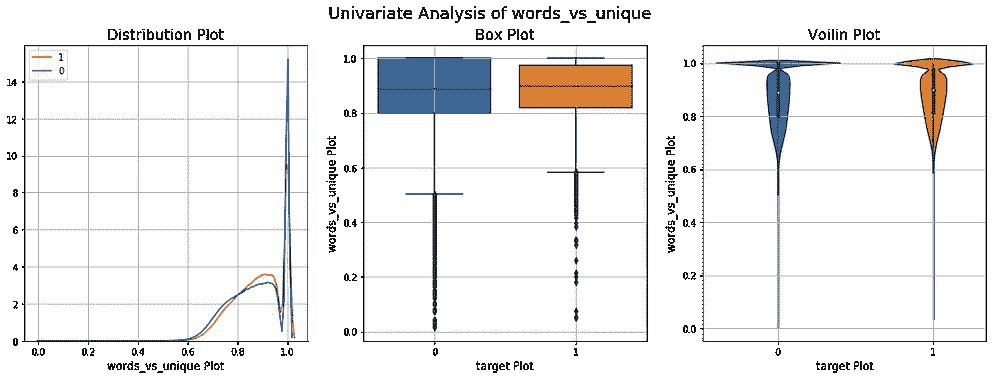 Univariate Analysis of words_vs_unique
Distribution Plot
1
0
14
12
10
8
6
4
2
0
0.0 0.2 0.4 0.6 0.8 1.0
words_vs_unique Plot
Box Plot
words_vs_unique Plot
1.0
0.8
0.6
0.4
0.2
0.0
0 1
target Plot
Voilin Plot
words_vs_unique Plot
1.0
0.8
0.6
0.4
0.2
0.0
0 1
target Plot